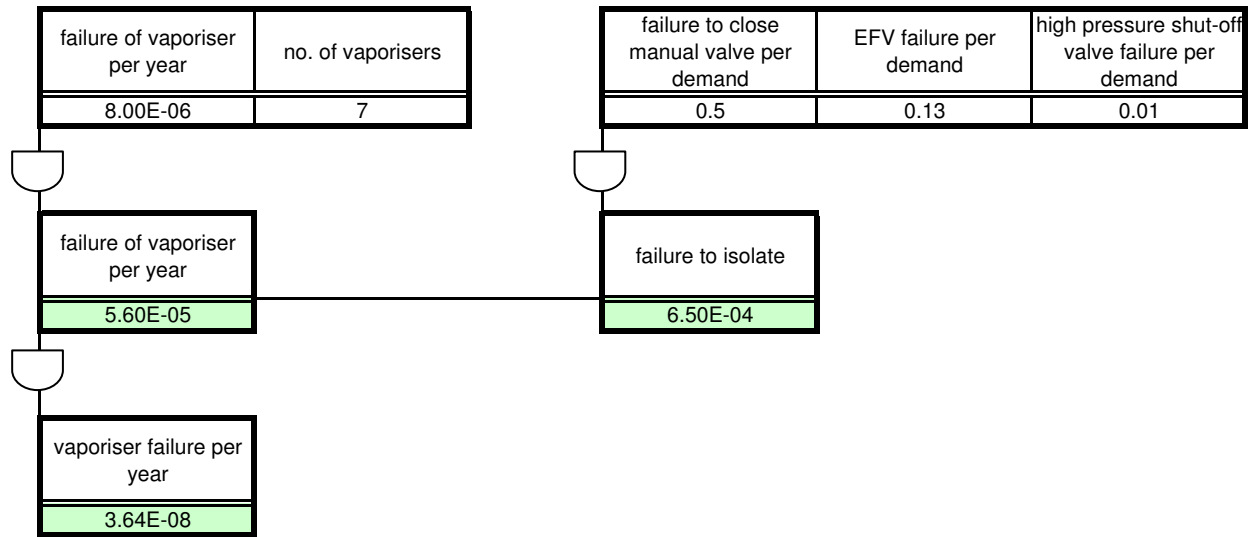 failure of vaporiser
per year
no. of vaporisers
8.00E-06
7
failure to close
manual valve per
demand
EFV failure per
demand
high pressure shut-off
valve failure per
demand
0.5
0.13
0.01
failure of vaporiser
per year
5.60E-05
failure to isolate
6.50E-04
vaporiser failure per
year
3.64E-08